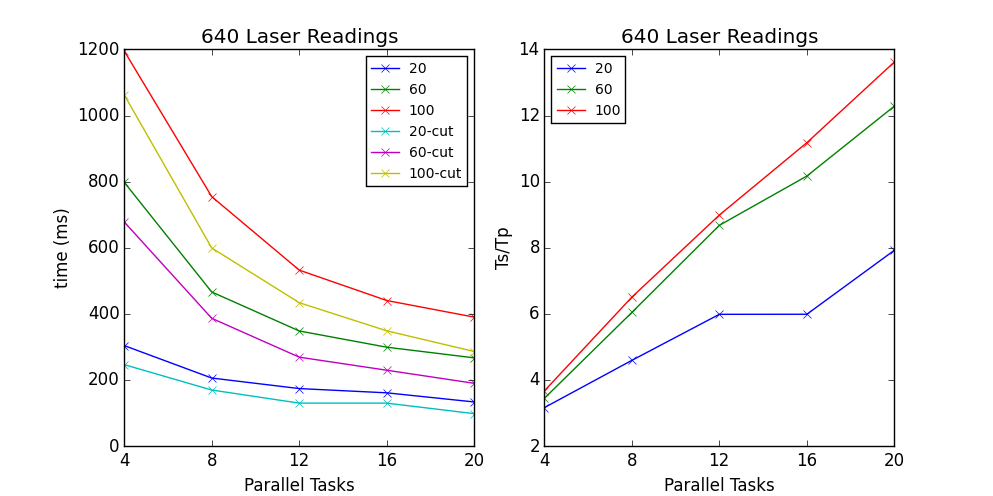 640 Laser Readings
1200
1000
800
600
400
200
0
time (ms)
20
60
100
20-cut
60-cut
100-cut
4 8 12 16 20
Parallel Tasks
640 Laser Readings
14
12
10
8
6
4
2
Ts/Tp
20
60
100
4 8 12 16 20
Parallel Tasks